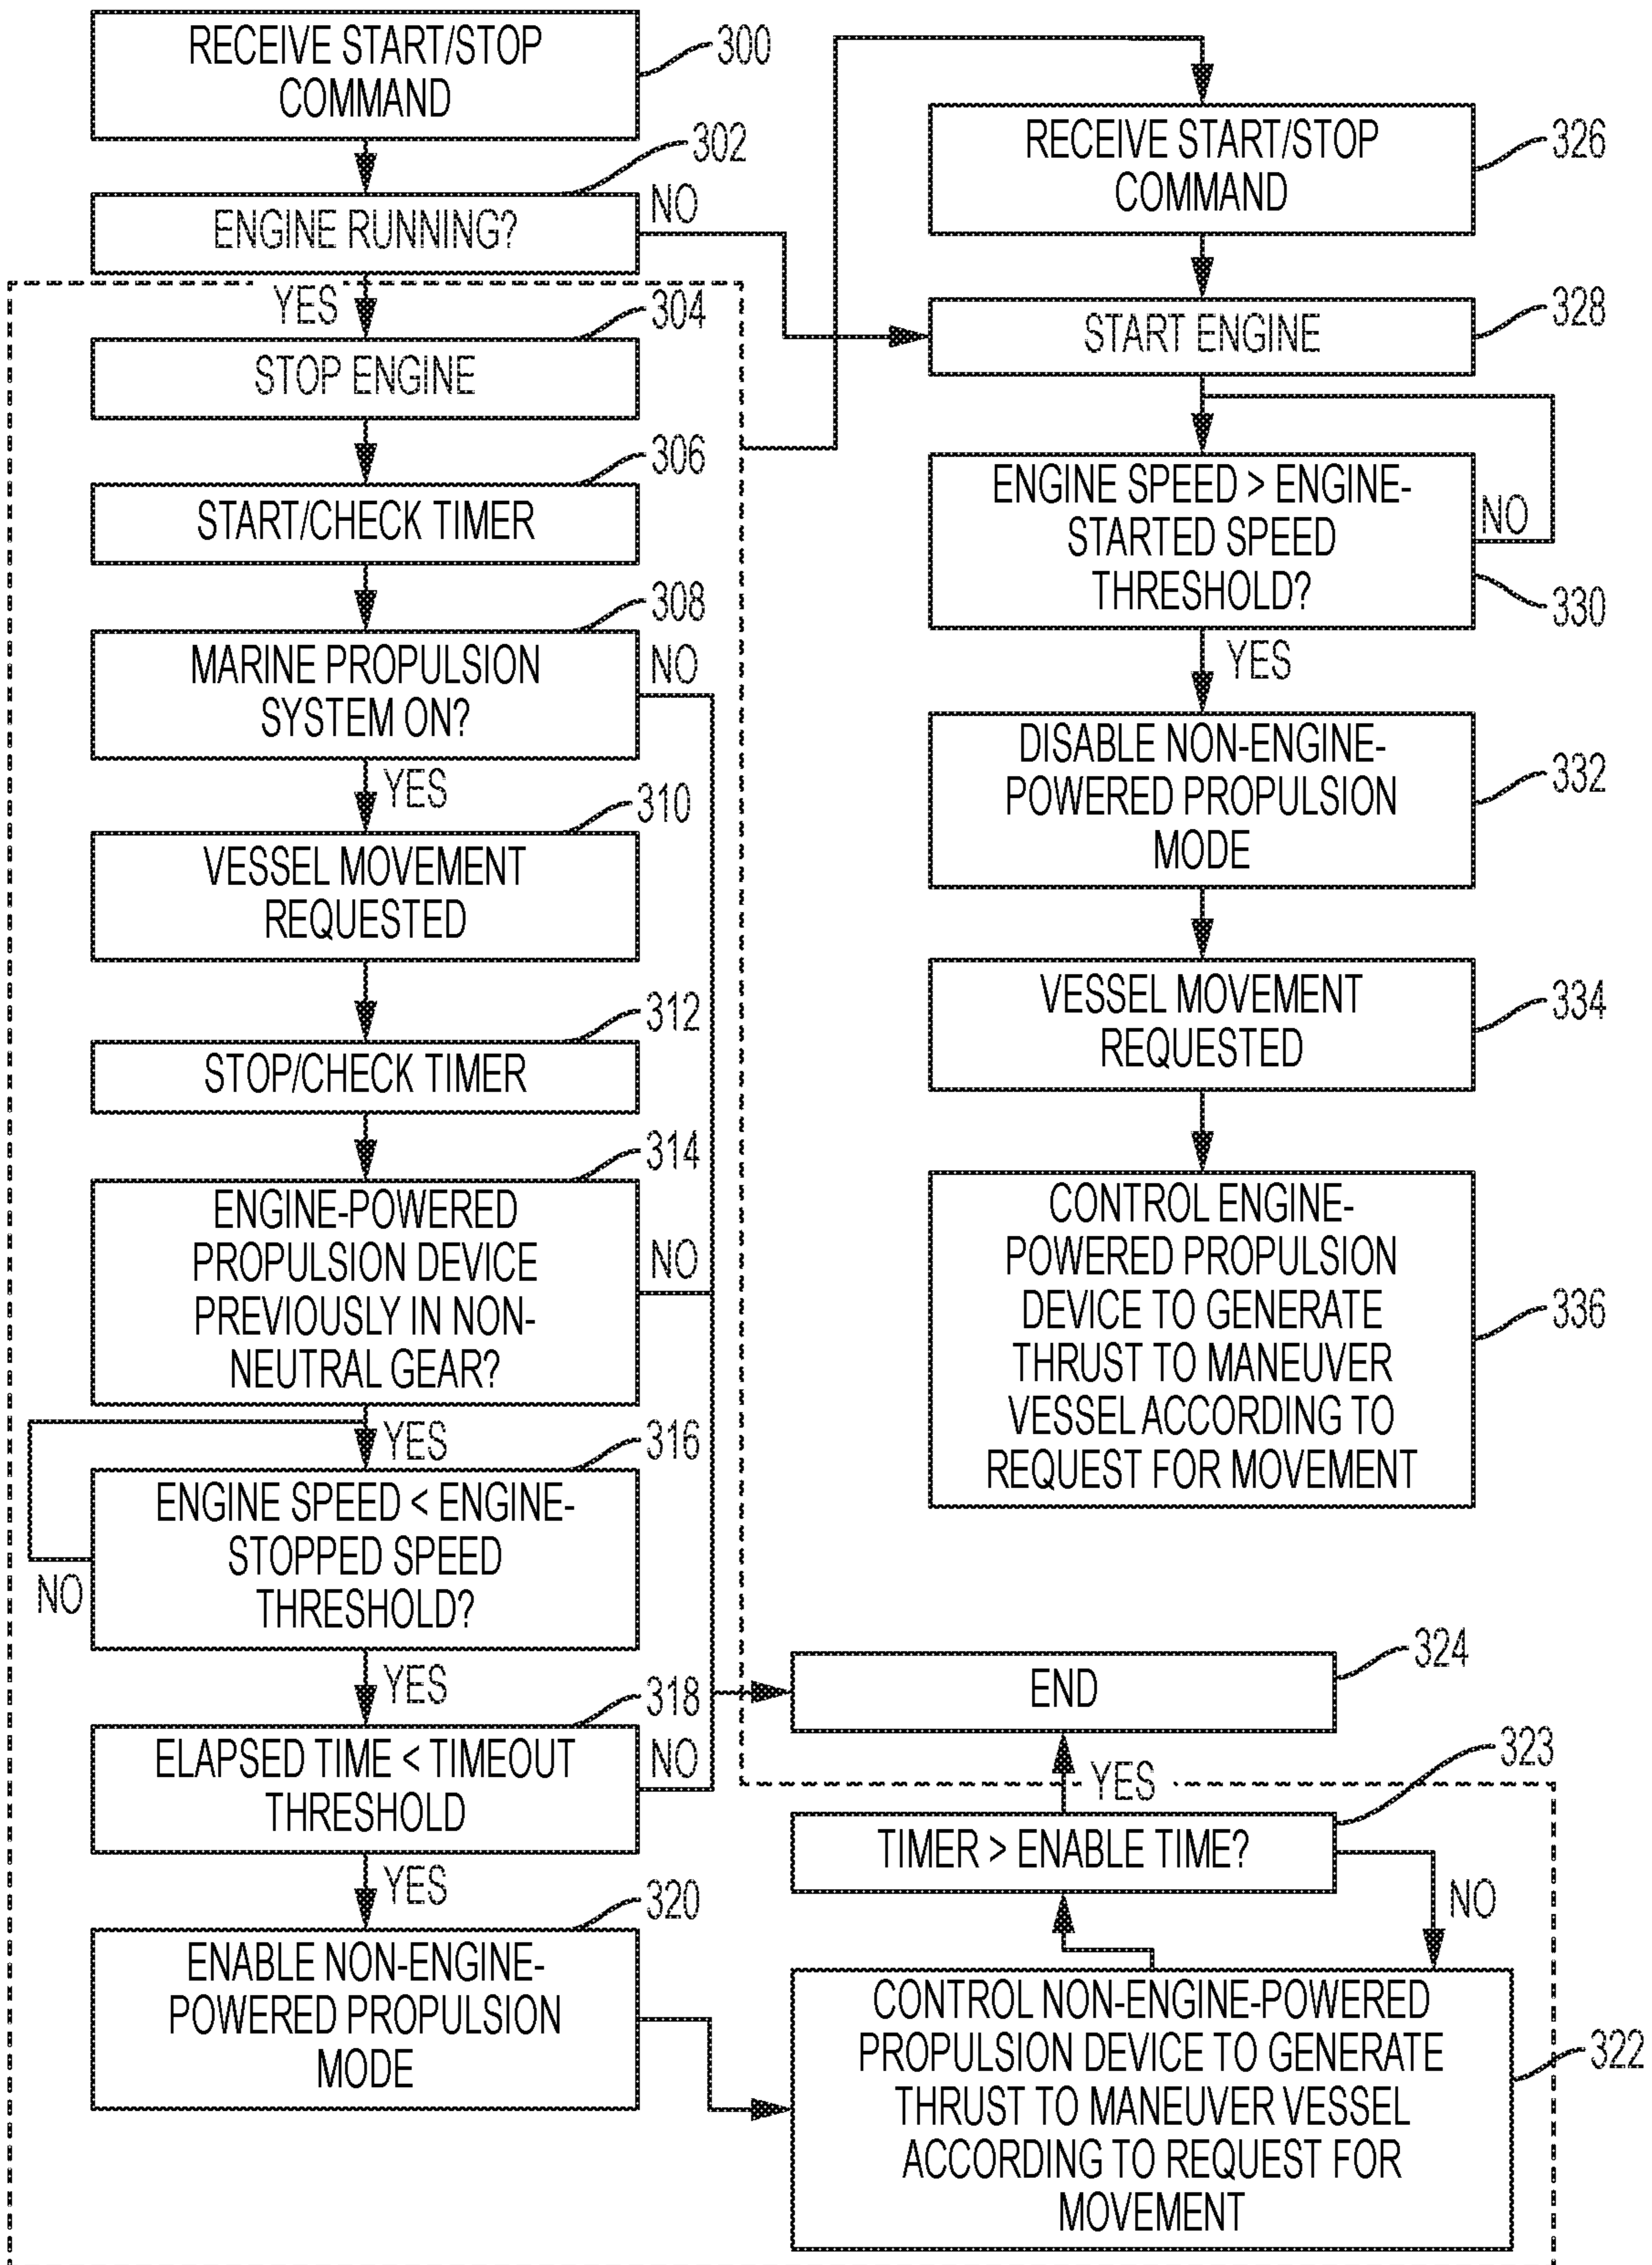 RECEIVE START/STOP
COMMAND
300
302
ENGINE RUNNING?
NO
YES
304
STOP ENGINE
306
START/CHECK TIMER
308
MARINE PROPULSION
SYSTEM ON?
NO
YES
310
VESSEL MOVEMENT
REQUESTED
312
STOP/CHECK TIMER
314
ENGINE-POWERED
PROPULSION DEVICE
PREVIOUSLY IN NON-
NEUTRAL GEAR?
NO
YES
316
ENGINE SPEED < ENGINE-
STOPPED SPEED
THRESHOLD?
NO
YES
318
ELAPSED TIME < TIMEOUT
THRESHOLD
NO
YES
320
ENABLE NON-ENGINE-
POWERED PROPULSION
MODE
RECEIVE START/STOP
COMMAND
326
START ENGINE
328
ENGINE SPEED > ENGINE-
STARTED SPEED
THRESHOLD?
NO
330
YES
DISABLE NON-ENGINE-
POWERED PROPULSION
MODE
332
VESSEL MOVEMENT
REQUESTED
334
CONTROL ENGINE-
POWERED PROPULSION
DEVICE TO GENERATE
THRUST TO MANEUVER
VESSEL ACCORDING TO
REQUEST FOR MOVEMENT
336
END
324
YES
323
TIMER > ENABLE TIME?
NO
CONTROL NON-ENGINE-POWERED
PROPULSION DEVICE TO GENERATE
THRUST TO MANEUVER VESSEL
ACCORDING TO REQUEST FOR
MOVEMENT
322